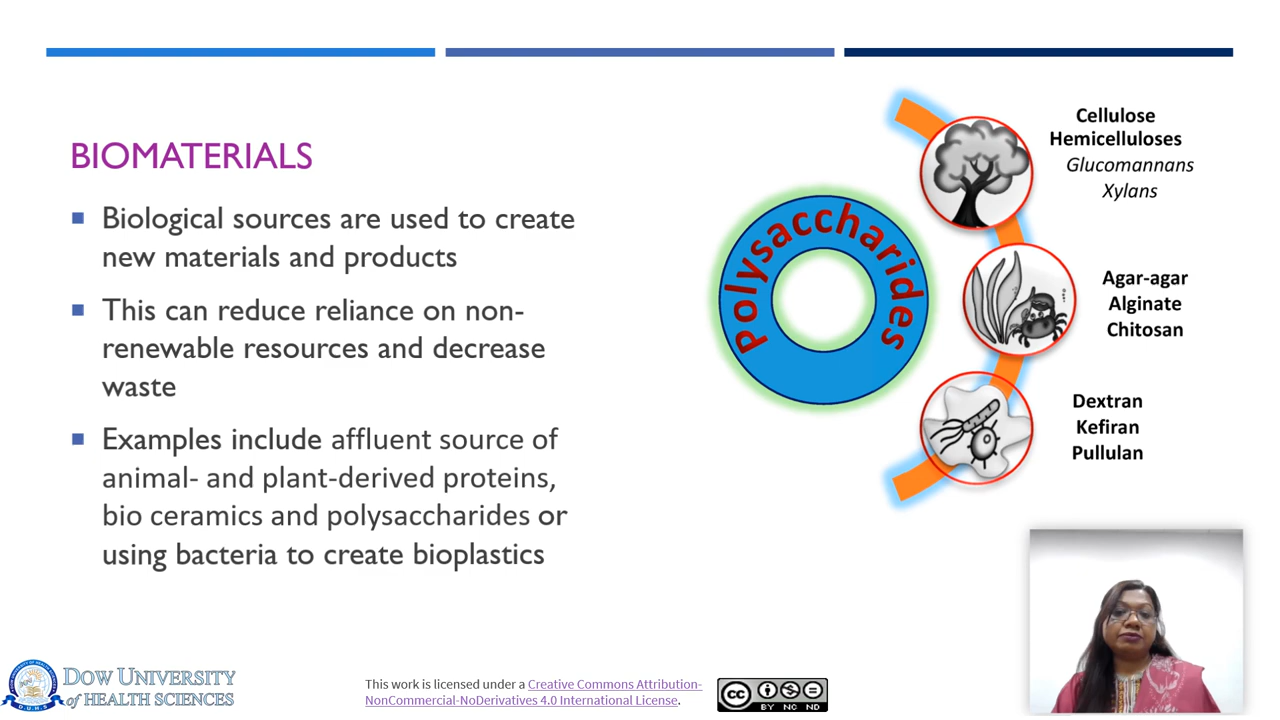 BIOMATERIALS
Biological sources are used to create
new materials and products
This can reduce reliance on non-
renewable resources and decrease
waste
Examples include affluent source of
animal- and plant-derived proteins,
bio ceramics and polysaccharides or
using bacteria to create bioplastics
Polysaccharides
Cellulose
Hemicelluloses
Glucomannans
Xylans
Agar-agar
Alginate
Chitosan
Dextran
Kefiran
Pullulan
DOW UNIVERSITY
of HEALTH SCIENCES
D.U.H.S
This work is licensed under a Creative Commons Attribution-
NonCommercial-NoDerivatives 4.0 International License.
cc
BY NC ND